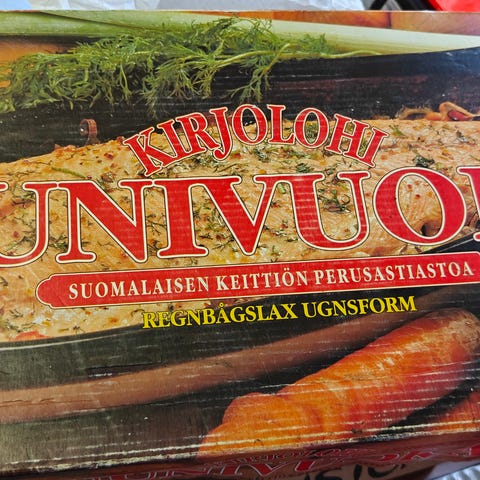 KIRJOLOHI
UNIVUO
SUOMALAISEN KEITTIÖN PERUSASTIASTOA
REGNBÅGSLAX UGNSFORM